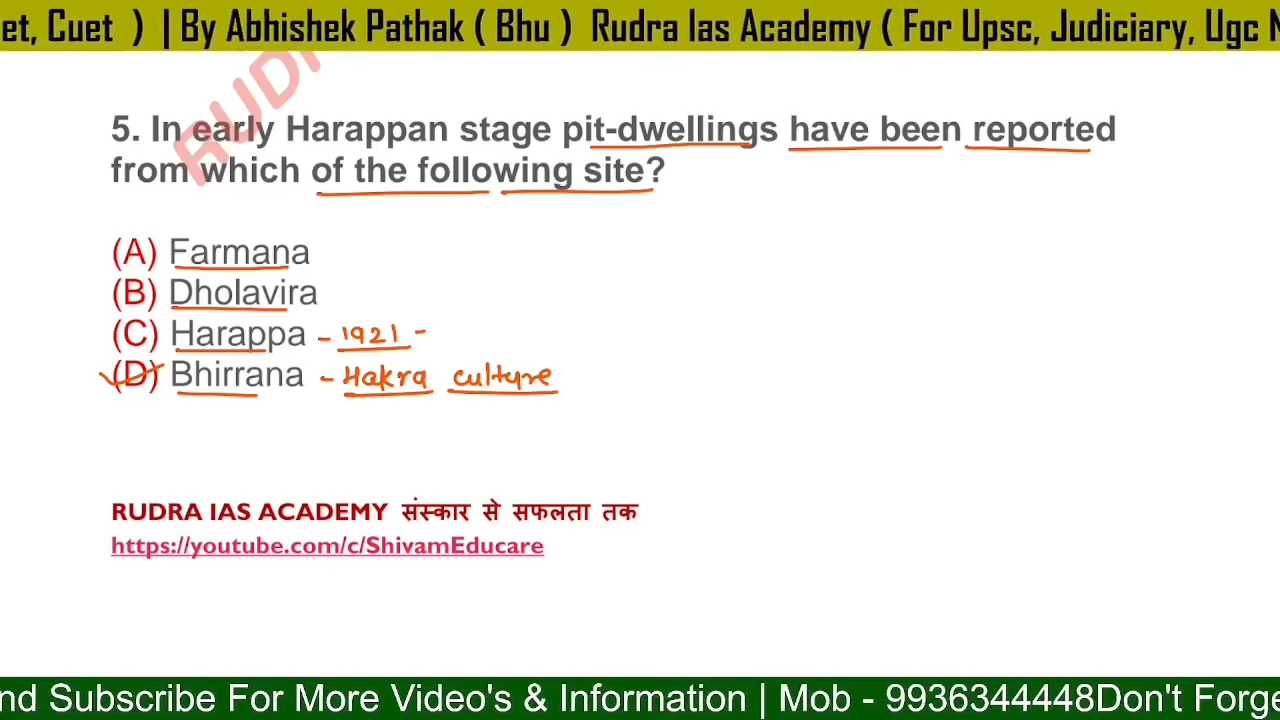 et, Cuet ) | By Abhishek Pathak ( Bhu ) Rudra Ias Academy ( For Upsc, Judiciary, Ugc
RUD
5. In early Harappan stage pit-dwellings have been reported
from which of the following site?
(A) Farmana
(B) Dholavira
(C) Harappa - 1921 -
(D) Bhirrana - Hakra culture
RUDRA IAS ACADEMY संस्कार से सफलता तक
https://youtube.com/c/ShivamEducare
nd Subscribe For More Video's & Information | Mob - 9936344448Don't Forge